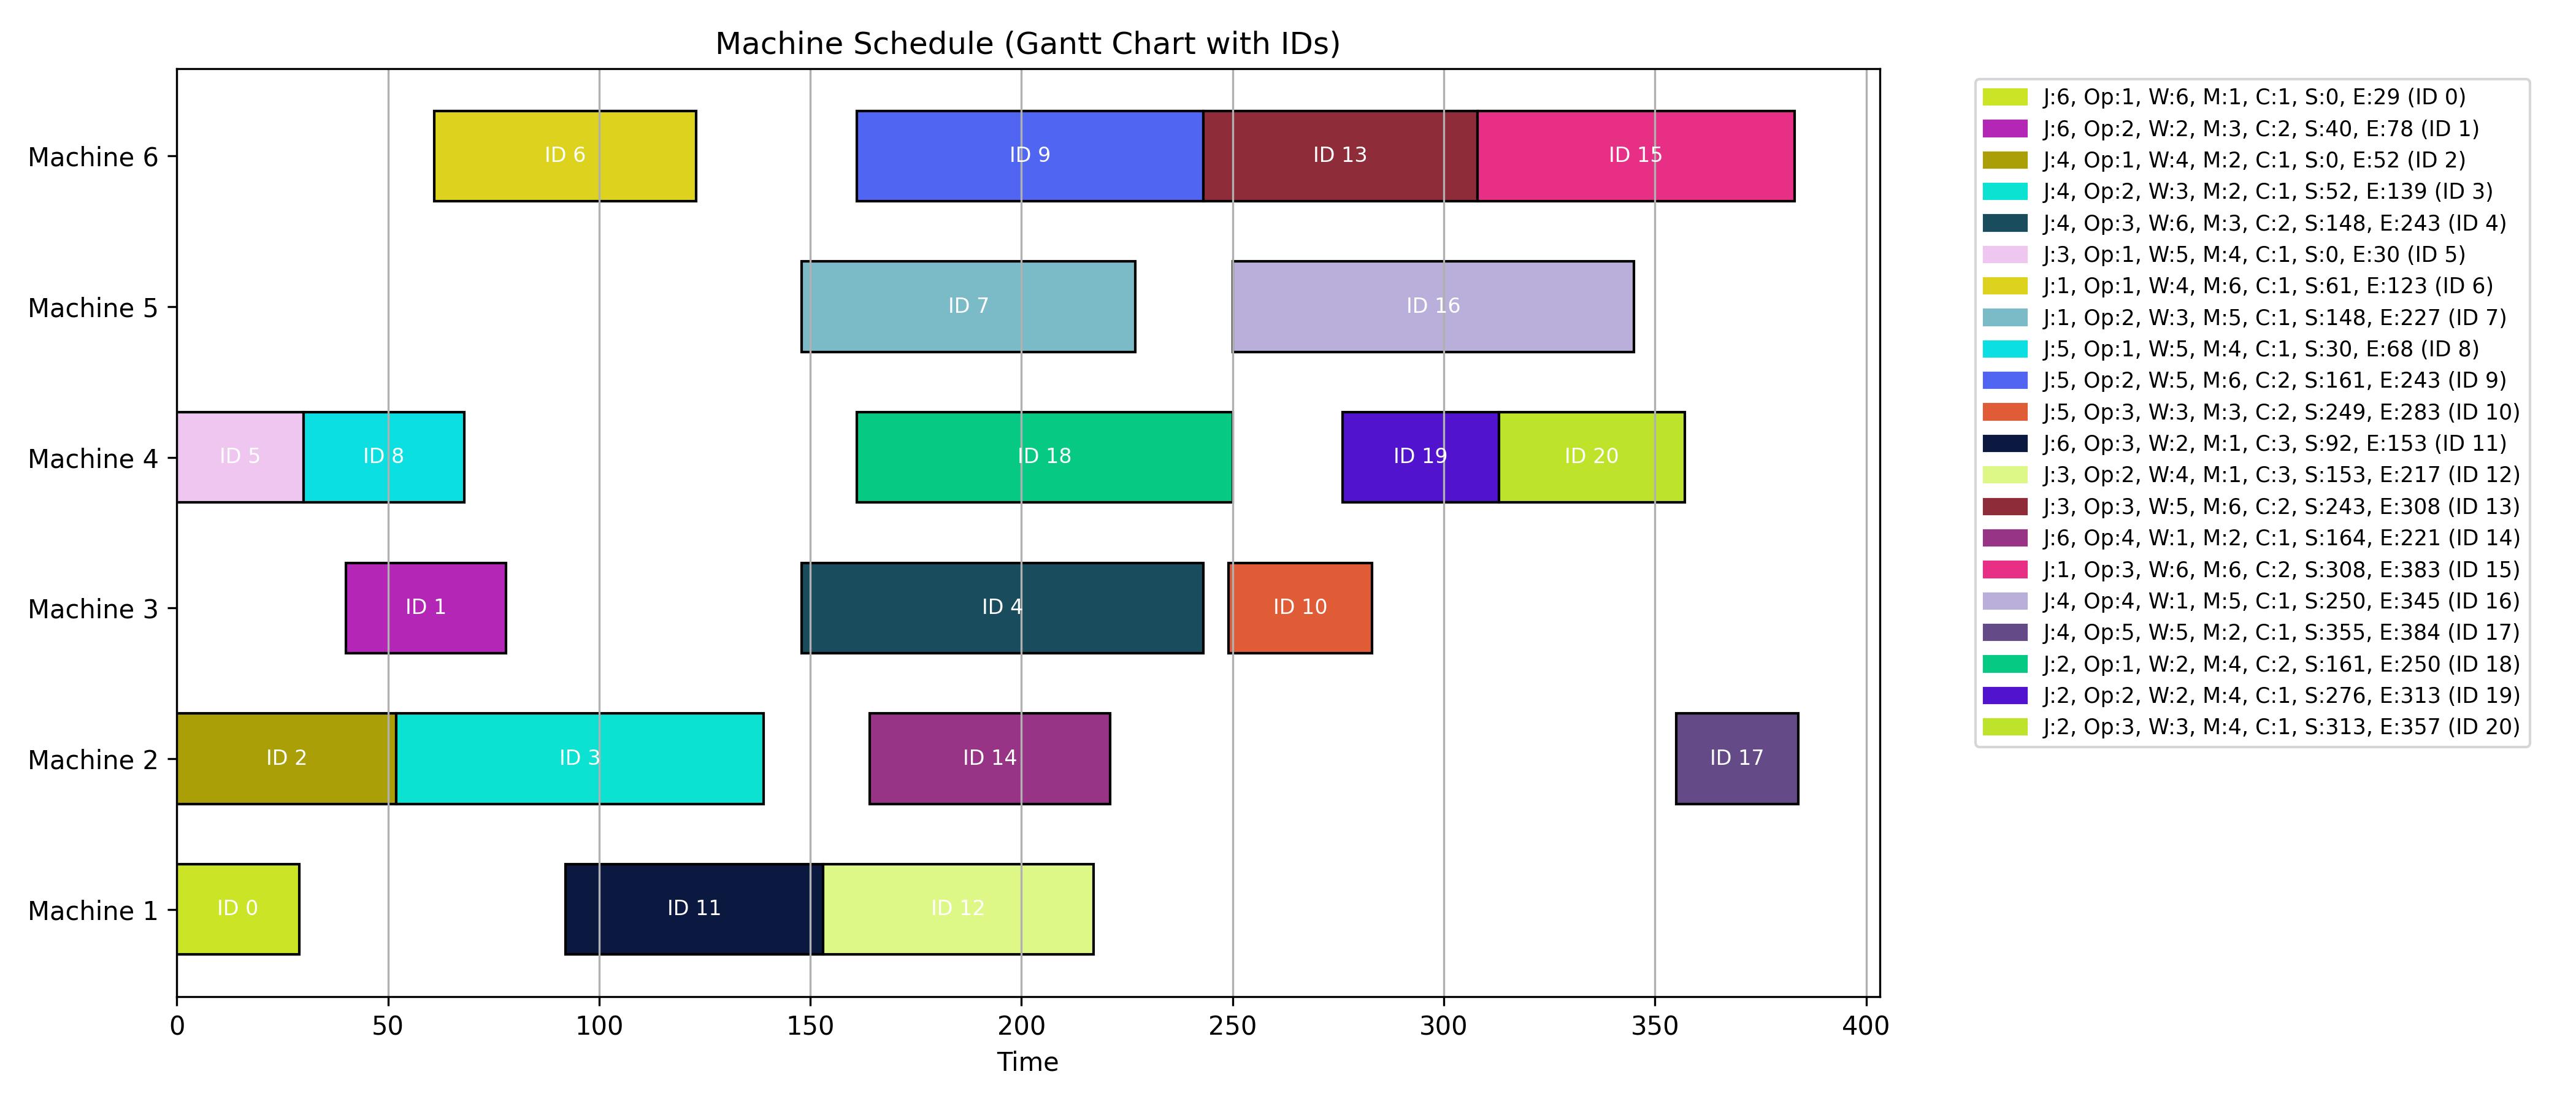 Machine Schedule (Gantt Chart with IDs)
Machine 6
ID 6
ID 9
ID 13
ID 15
Machine 5
ID 7
ID 16
Machine 4
ID 5
ID 8
ID 18
ID 19
ID 20
Machine 3
ID 1
ID 4
ID 10
Machine 2
ID 2
ID 3
ID 14
ID 17
Machine 1
ID 0
ID 11
ID 12
0
50
100
150
200
250
300
350
400
Time
J:6, Op:1, W:6, M:1, C:1, S:0, E:29 (ID 0)
J:6, Op:2, W:2, M:3, C:2, S:40, E:78 (ID 1)
J:4, Op:1, W:4, M:2, C:1, S:0, E:52 (ID 2)
J:4, Op:2, W:3, M:2, C:1, S:52, E:139 (ID 3)
J:4, Op:3, W:6, M:3, C:2, S:148, E:243 (ID 4)
J:3, Op:1, W:5, M:4, C:1, S:0, E:30 (ID 5)
J:1, Op:1, W:4, M:6, C:1, S:61, E:123 (ID 6)
J:1, Op:2, W:3, M:5, C:1, S:148, E:227 (ID 7)
J:5, Op:1, W:5, M:4, C:1, S:30, E:68 (ID 8)
J:5, Op:2, W:5, M:6, C:2, S:161, E:243 (ID 9)
J:5, Op:3, W:3, M:3, C:2, S:249, E:283 (ID 10)
J:6, Op:3, W:2, M:1, C:3, S:92, E:153 (ID 11)
J:3, Op:2, W:4, M:1, C:3, S:153, E:217 (ID 12)
J:3, Op:3, W:5, M:6, C:2, S:243, E:308 (ID 13)
J:6, Op:4, W:1, M:2, C:1, S:164, E:221 (ID 14)
J:1, Op:3, W:6, M:6, C:2, S:308, E:383 (ID 15)
J:4, Op:4, W:1, M:5, C:1, S:250, E:345 (ID 16)
J:4, Op:5, W:5, M:2, C:1, S:355, E:384 (ID 17)
J:2, Op:1, W:2, M:4, C:2, S:161, E:250 (ID 18)
J:2, Op:2, W:2, M:4, C:1, S:276, E:313 (ID 19)
J:2, Op:3, W:3, M:4, C:1, S:313, E:357 (ID 20)